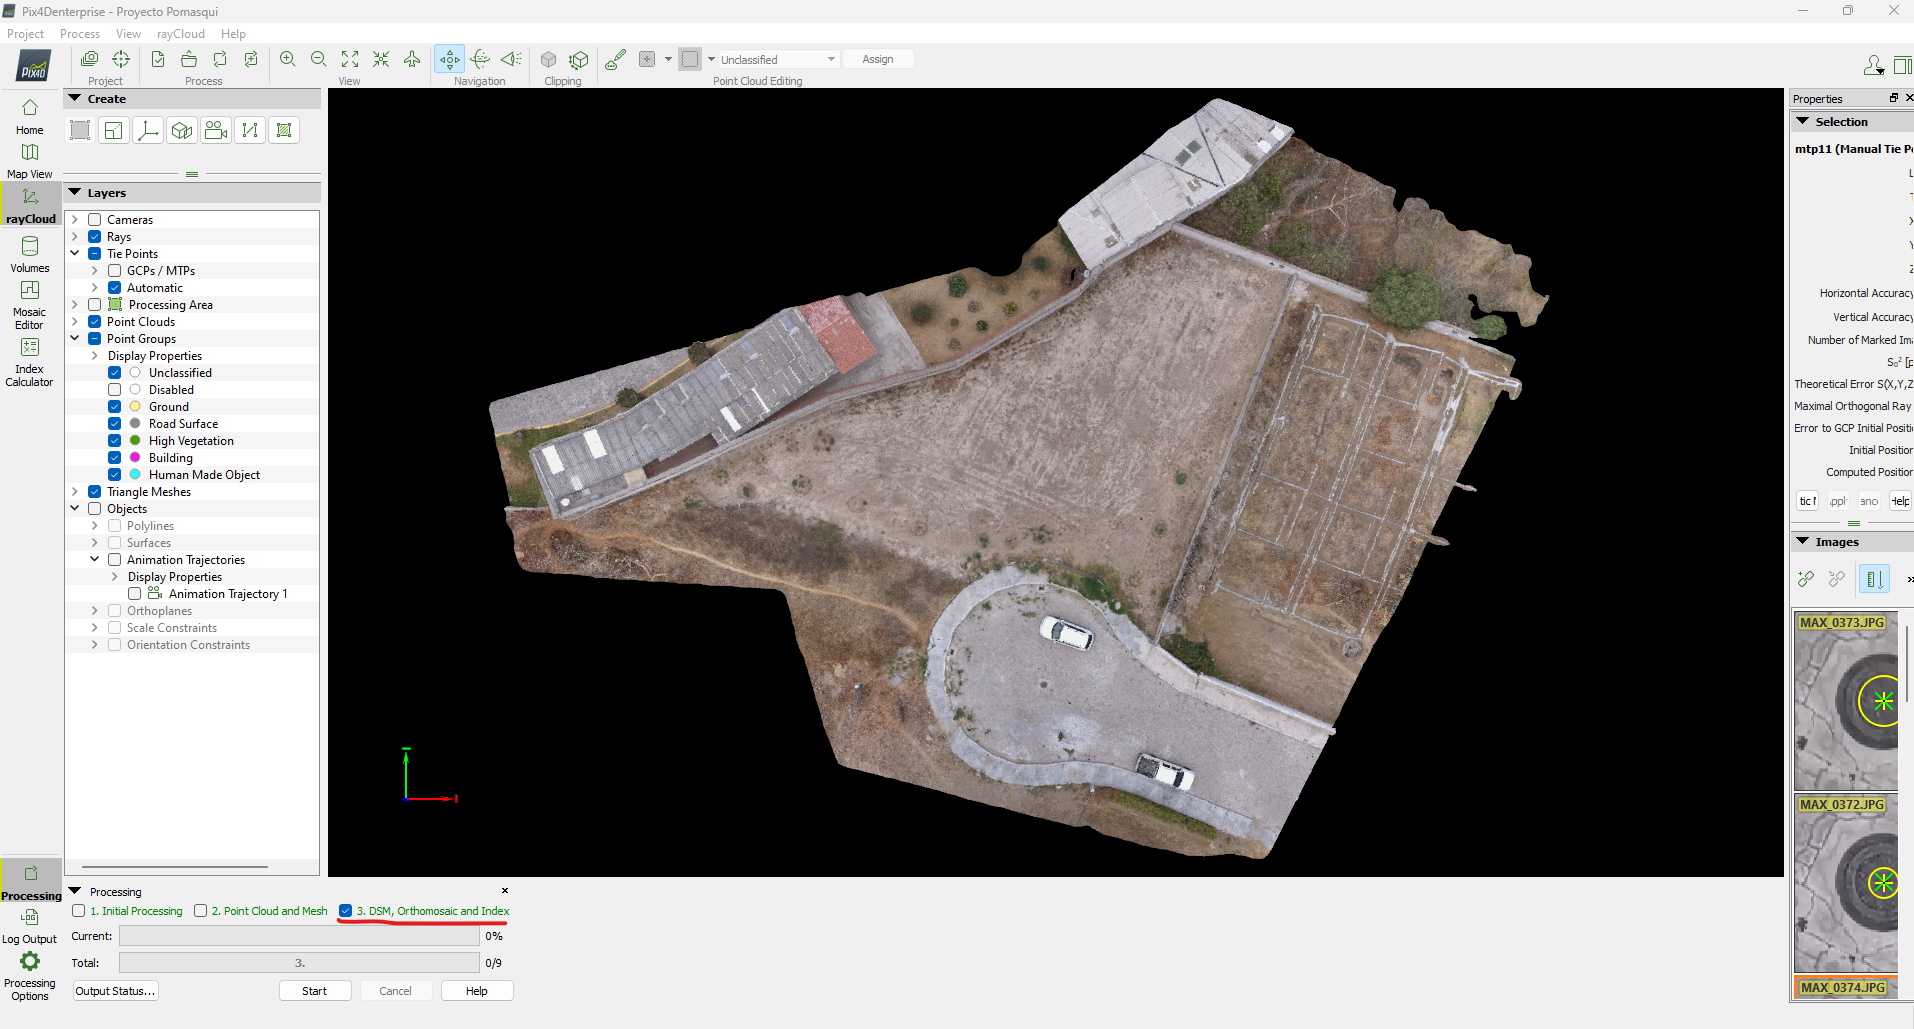 Pix4Denterprise - Proyecto Pomasqui
Project Process View rayCloud Help
PIX4D
Project Process View Navigation Clipping Point Cloud Editing
Unclassified Assign
Home
Map View
rayCloud
Volumes
Mosaic
Editor
Index
Calculator
Create
Layers
Cameras
Rays
Tie Points
GCPs / MTPs
Automatic
Processing Area
Point Clouds
Point Groups
Display Properties
Unclassified
Disabled
Ground
Road Surface
High Vegetation
Building
Human Made Object
Triangle Meshes
Objects
Polylines
Surfaces
Animation Trajectories
Display Properties
Animation Trajectory 1
Orthoplanes
Scale Constraints
Orientation Constraints
Properties
Selection
mtp11 (Manual Tie P
X
Y
Z
Horizontal Accuracy
Vertical Accuracy
Number of Marked Ima
S₀² [p
Theoretical Error S(X,Y,Z
Maximal Orthogonal Ray
Error to GCP Initial Positi
Initial Position
Computed Position
Help
Images
MAX_0373.JPG
MAX_0372.JPG
MAX_0374.JPG
Processing
Log Output
LOG
Processing
Options
Processing
1. Initial Processing 2. Point Cloud and Mesh 3. DSM, Orthomosaic and Index
Current: 0%
Total: 3. 0/9
Output Status... Start Cancel Help